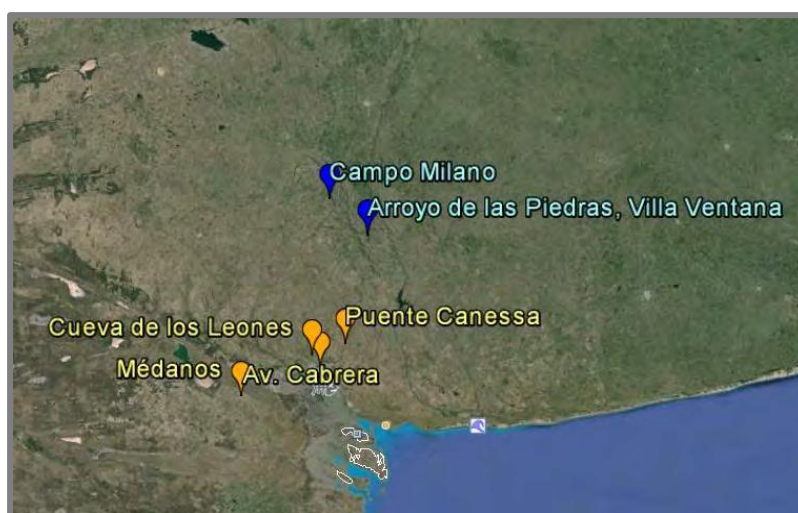 Campo Milano
Arroyo de las Piedras, Villa Ventana
Puente Canessa
Cueva de los Leones
Médanos
Av. Cabrera